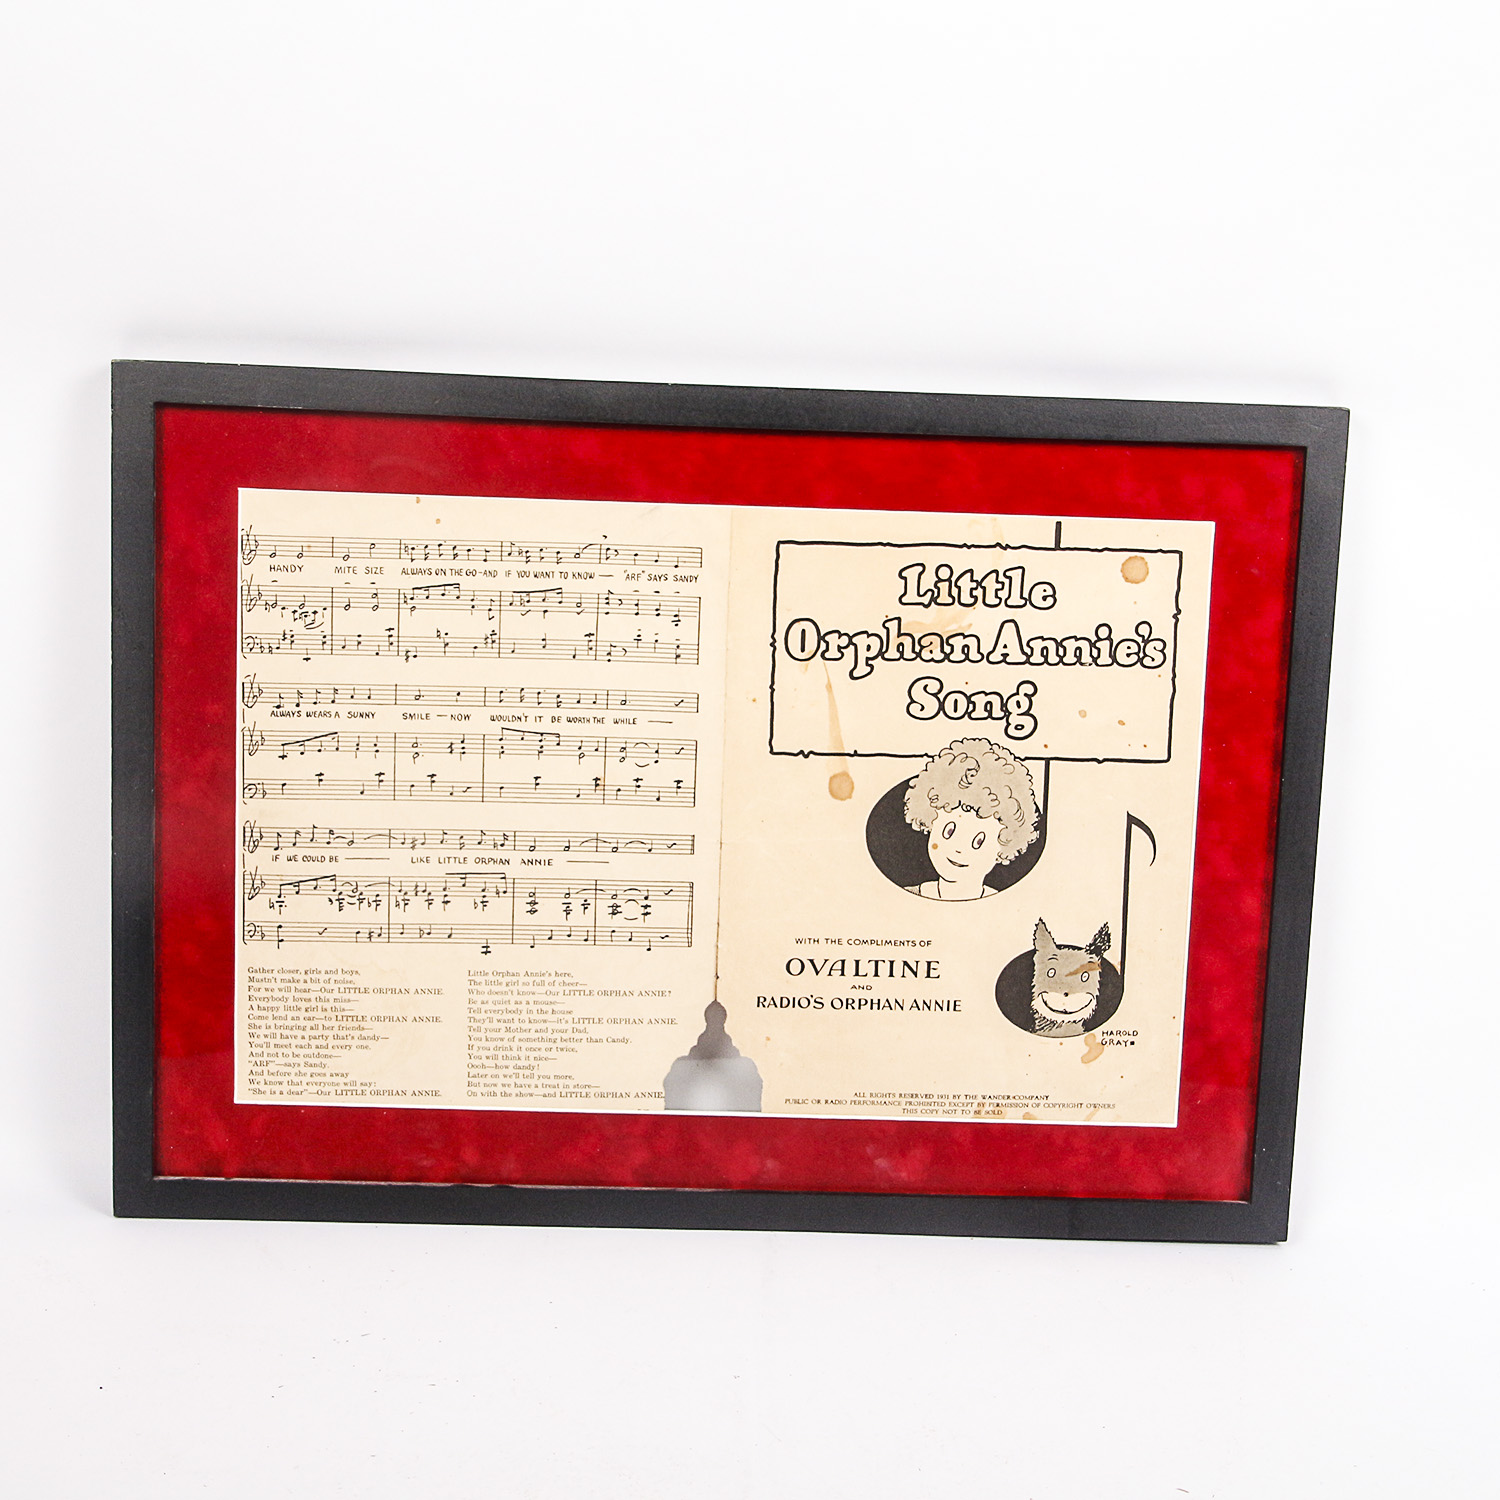 HANDY MITE SIZE ALWAYS ON THE GO-AND IF YOU WANT TO KNOW — "ARF" SAYS SANDY
ALWAYS WEARS A SUNNY SMILE — NOW WOULDN'T IT BE WORTH THE WHILE —
IF WE COULD BE — LIKE LITTLE ORPHAN ANNIE —
Gather closer, girls and boys,
Mustn't make a bit of noise,
For we will hear—Our LITTLE ORPHAN ANNIE.
Everybody loves this miss—
A happy little girl is this—
Come lend an ear—to LITTLE ORPHAN ANNIE.
She is bringing all her friends—
We will have a party that's dandy—
You'll meet each and every one.
And not to be outdone—
"ARF"—says Sandy.
And before she goes away
We know that everyone will say:
"She is a dear"—Our LITTLE ORPHAN ANNIE.
Little Orphan Annie's here,
The little girl so full of cheer—
Who doesn't know—Our LITTLE ORPHAN ANNIE?
Be as quiet as a mouse—
Tell everybody in the house
They'll want to know—it's LITTLE ORPHAN ANNIE.
Tell your Mother and your Dad,
You know of something better than Candy.
If you drink it once or twice,
You will think it nice—
Oooh—how dandy!
Later on we'll tell you more,
But now we have a treat in store—
On with the show—and LITTLE ORPHAN ANNIE.
Little
Orphan Annie's
Song
WITH THE COMPLIMENTS OF
OVALTINE
AND
RADIO'S ORPHAN ANNIE
HAROLD
GRAY
ALL RIGHTS RESERVED 1931 BY THE WANDER COMPANY
PUBLIC OR RADIO PERFORMANCE PROHIBITED EXCEPT BY PERMISSION OF COPYRIGHT OWNERS
THIS COPY NOT TO BE SOLD